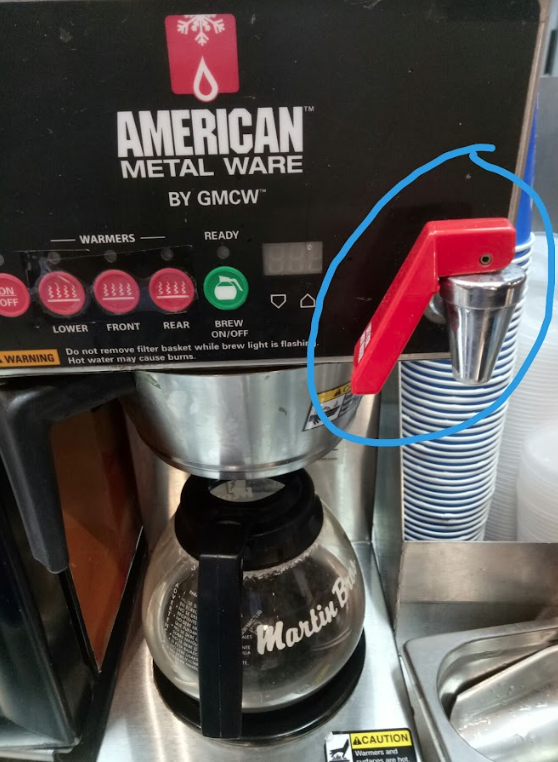 AMERICAN™
METAL WARE
BY GMCW™
WARMERS
READY
ON
OFF
LOWER
FRONT
REAR
BREW
ON/OFF
WARNING
Do not remove filter basket while brew light is flashing.
Hot water may cause burns.
Martin Bros
CAUTION
Warmers and
surfaces are hot.